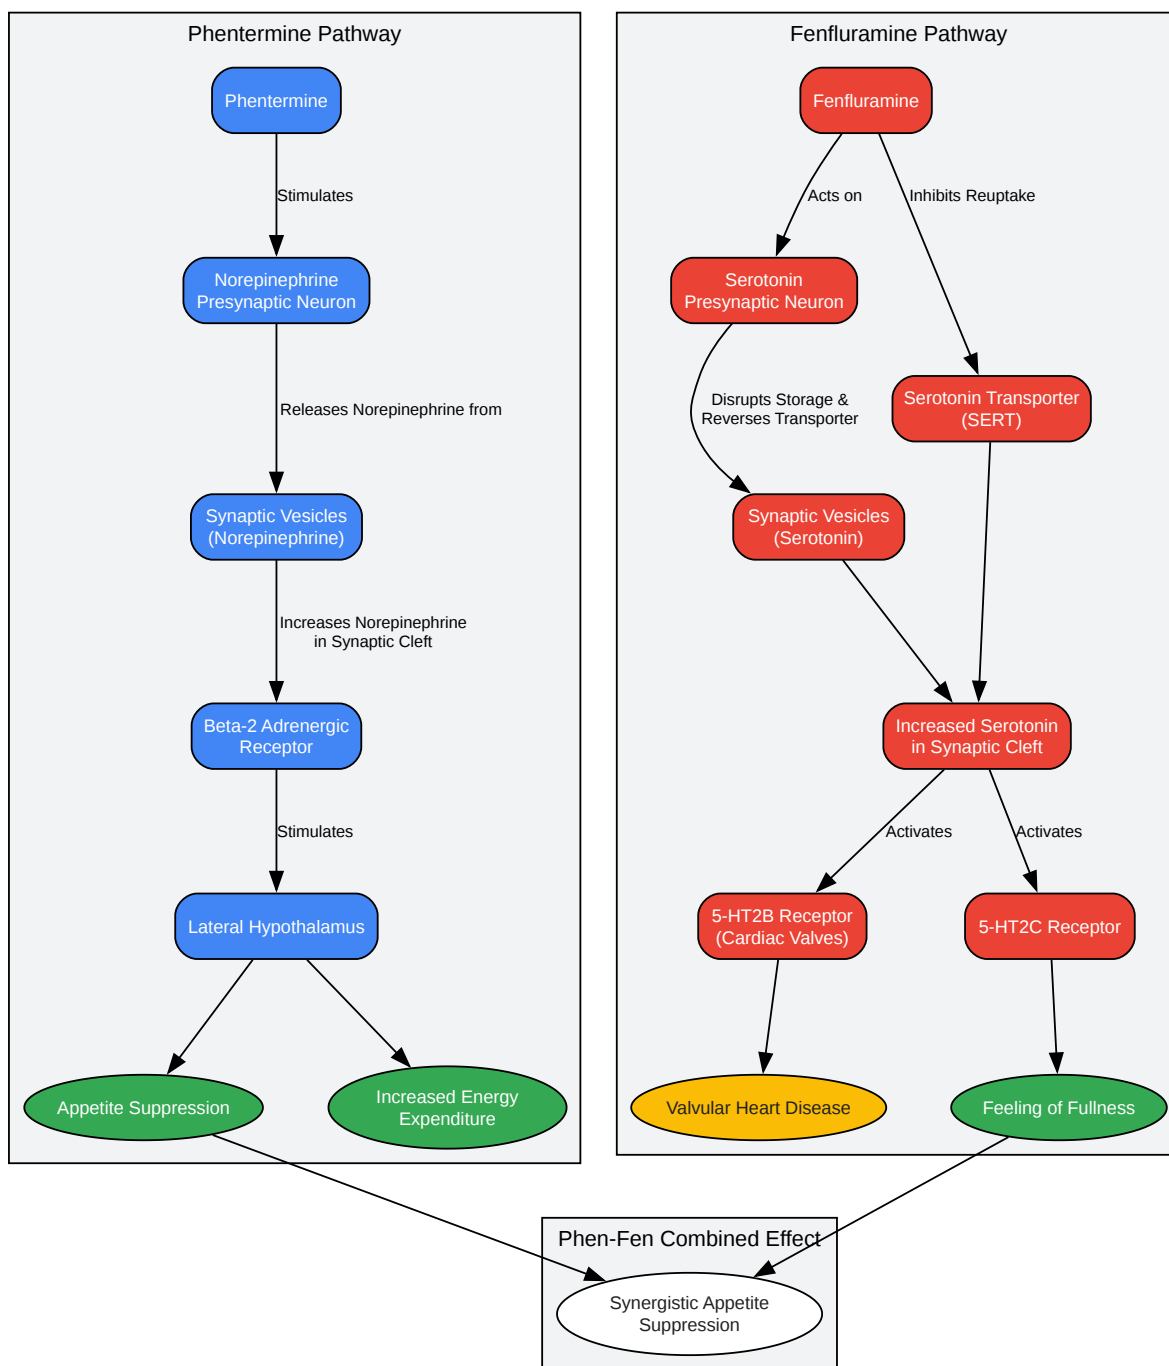 Phentermine Pathway
Phentermine
Stimulates
Norepinephrine
Presynaptic Neuron
Releases Norepinephrine from
Synaptic Vesicles
(Norepinephrine)
Increases Norepinephrine
in Synaptic Cleft
Beta-2 Adrenergic
Receptor
Stimulates
Lateral Hypothalamus
Appetite Suppression
Increased Energy
Expenditure
Fenfluramine Pathway
Fenfluramine
Acts on
Inhibits Reuptake
Serotonin
Presynaptic Neuron
Disrupts Storage &
Reverses Transporter
Serotonin Transporter
(SERT)
Synaptic Vesicles
(Serotonin)
Increased Serotonin
in Synaptic Cleft
Activates
Activates
5-HT2B Receptor
(Cardiac Valves)
5-HT2C Receptor
Valvular Heart Disease
Feeling of Fullness
Phen-Fen Combined Effect
Synergistic Appetite
Suppression